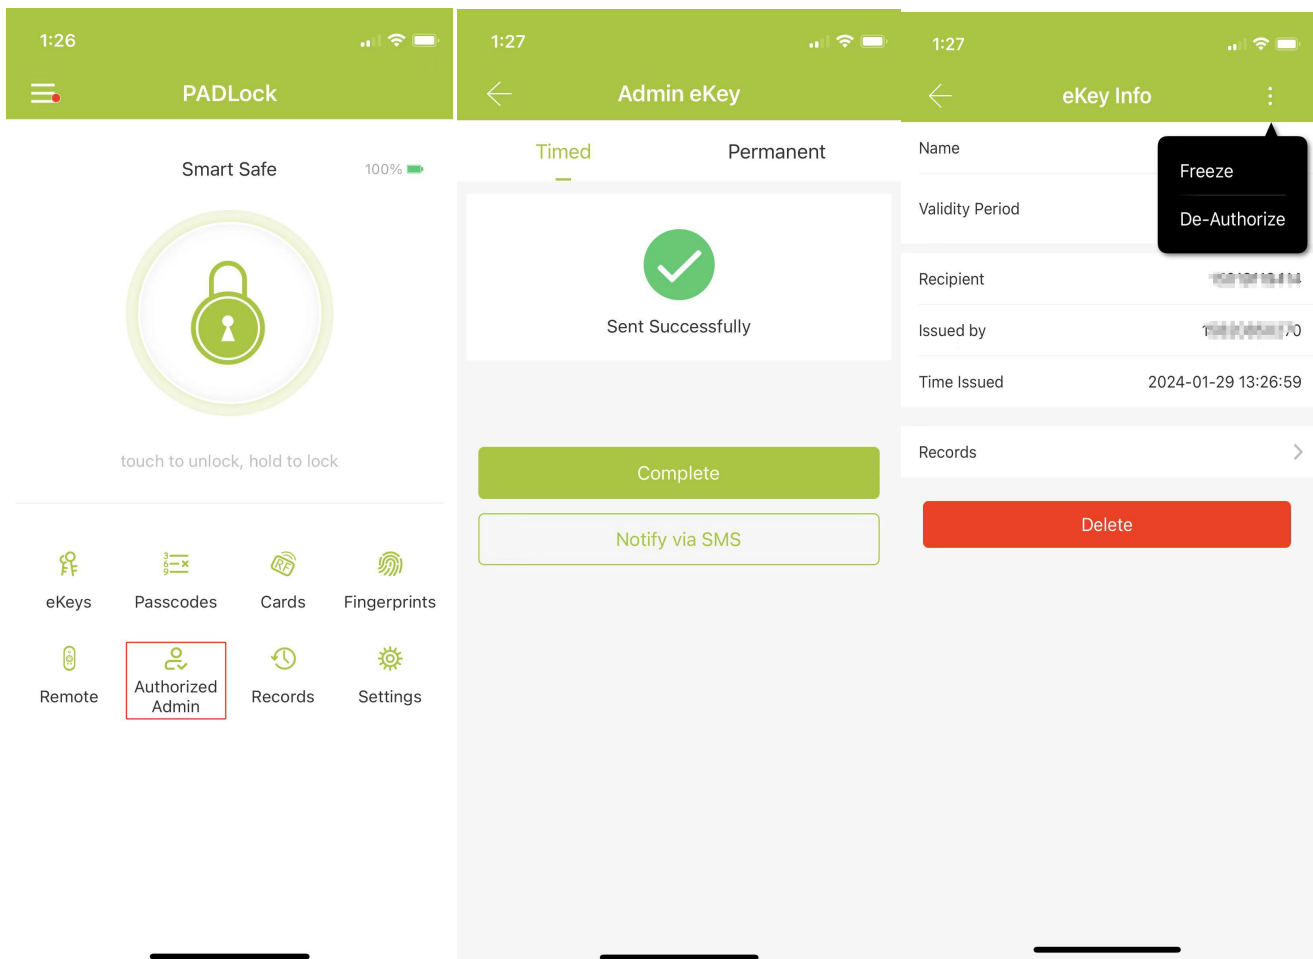 1:26
PADLock
Smart Safe
100%
touch to unlock, hold to lock
eKeys
Passcodes
Cards
Fingerprints
Remote
Authorized
Admin
Records
Settings
1:27
Admin eKey
Timed
Permanent
Sent Successfully
Complete
Notify via SMS
1:27
eKey Info
Freeze
De-Authorize
Name
Validity Period
Recipient
Issued by
Time Issued 2024-01-29 13:26:59
Records
Delete